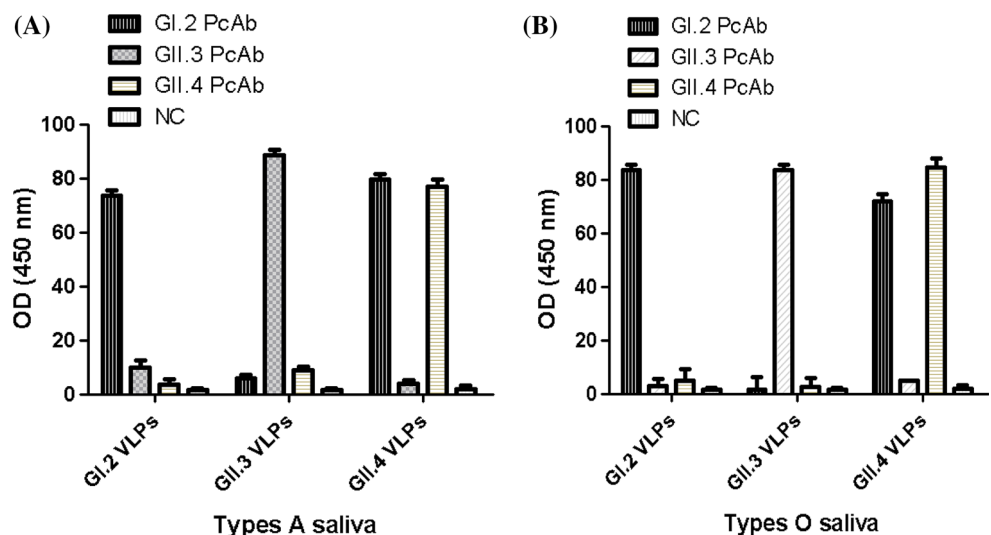 (A)
GI.2 PcAb
GII.3 PcAb
GII.4 PcAb
NC
100
80
60
40
20
0
OD (450 nm)
GI.2 VLPs
GII.3 VLPs
GII.4 VLPs
Types A saliva
(B)
GI.2 PcAb
GII.3 PcAb
GII.4 PcAb
NC
100
80
60
40
20
0
OD (450 nm)
GI.2 VLPs
GII.3 VLPs
GII.4 VLPs
Types O saliva